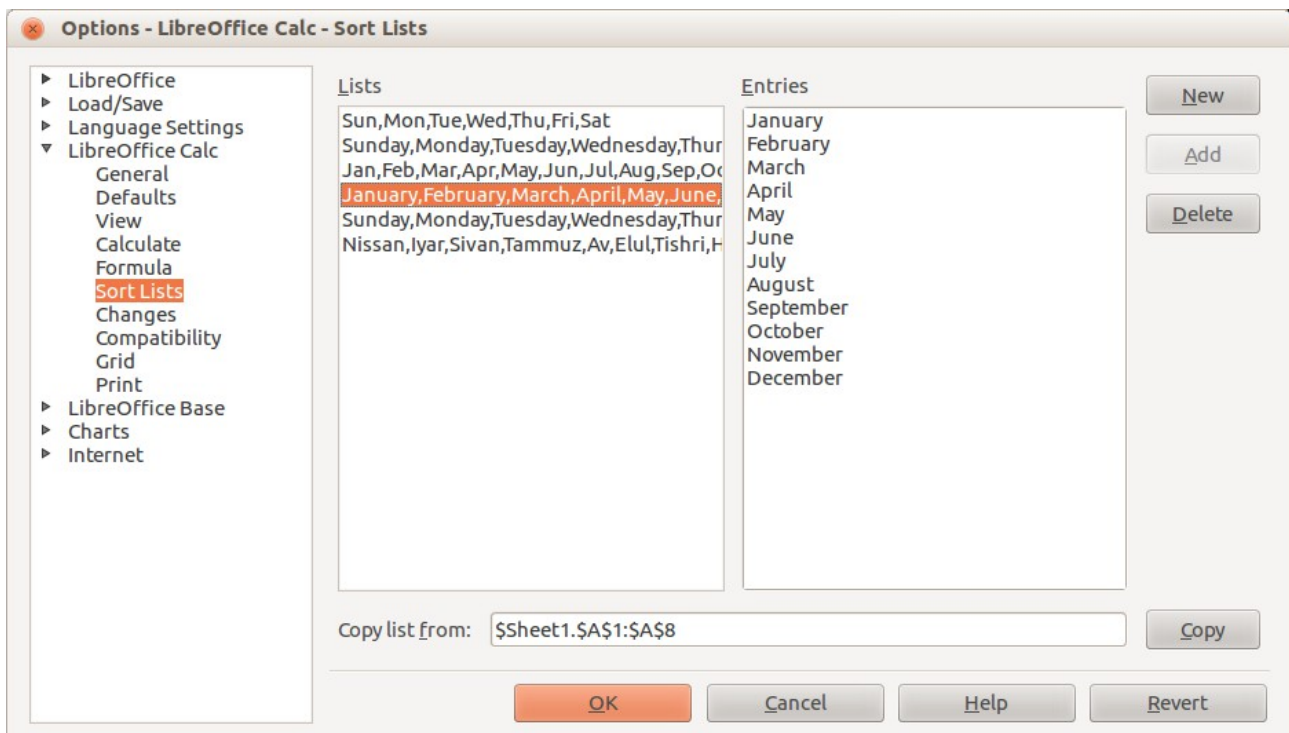 Options - LibreOffice Calc - Sort Lists
LibreOffice
Load/Save
Language Settings
LibreOffice Calc
General
Defaults
View
Calculate
Formula
Sort Lists
Changes
Compatibility
Grid
Print
LibreOffice Base
Charts
Internet
Lists
Sun,Mon,Tue,Wed,Thu,Fri,Sat
Sunday,Monday,Tuesday,Wednesday,Thur
Jan,Feb,Mar,Apr,May,Jun,Jul,Aug,Sep,Oc
January,February,March,April,May,June,
Sunday,Monday,Tuesday,Wednesday,Thur
Nissan,Iyar,Sivan,Tammuz,Av,Elul,Tishri,H
Entries
January
February
March
April
May
June
July
August
September
October
November
December
New
Add
Delete
Copy list from: $Sheet1.$A$1:$A$8
Copy
OK
Cancel
Help
Revert